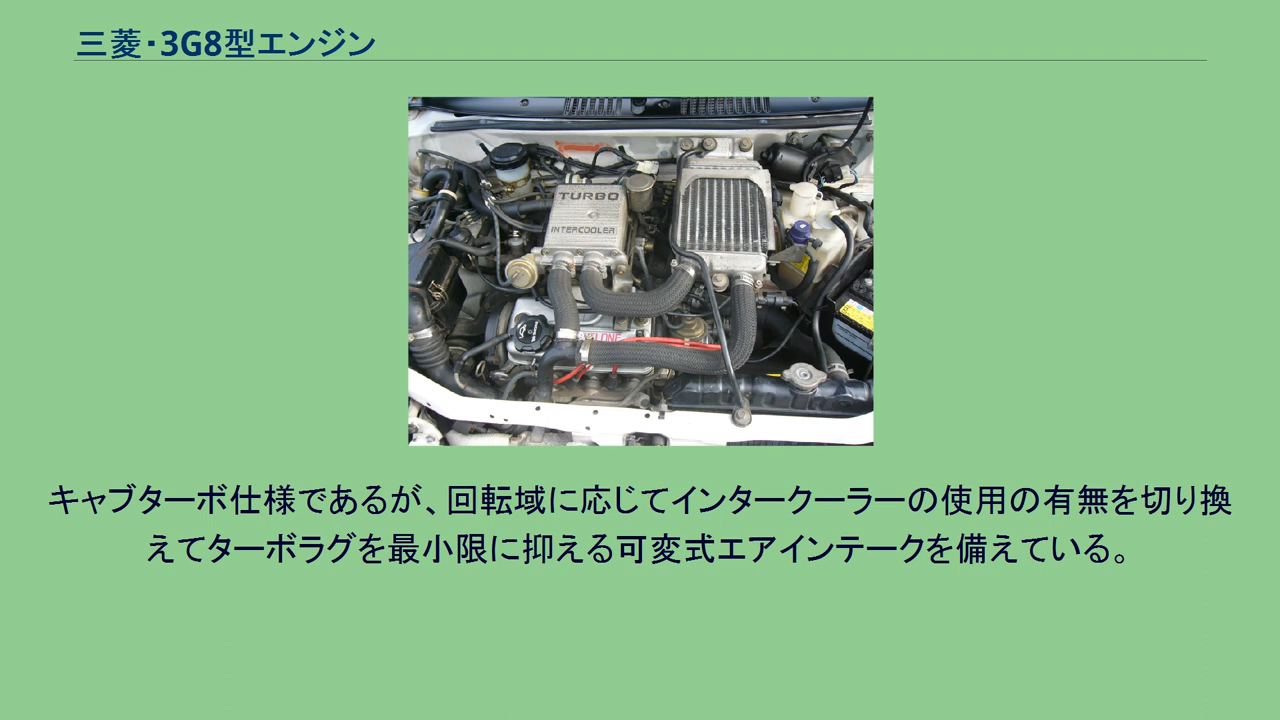 三菱・3G8型エンジン
TURBO
INTERCOOLER
キャブターボ仕様であるが、回転域に応じてインタークーラーの使用の有無を切り換
えてターボラグを最小限に抑える可変式エアインテークを備えている。